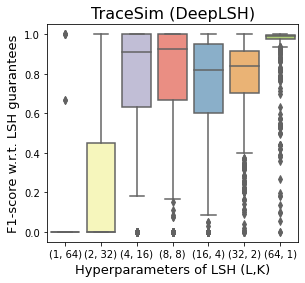 TraceSim (DeepLSH)
F1-score w.r.t. LSH guarantees
1.0
0.8
0.6
0.4
0.2
0.0
(1, 64) (2, 32) (4, 16) (8, 8) (16, 4) (32, 2) (64, 1)
Hyperparameters of LSH (L,K)